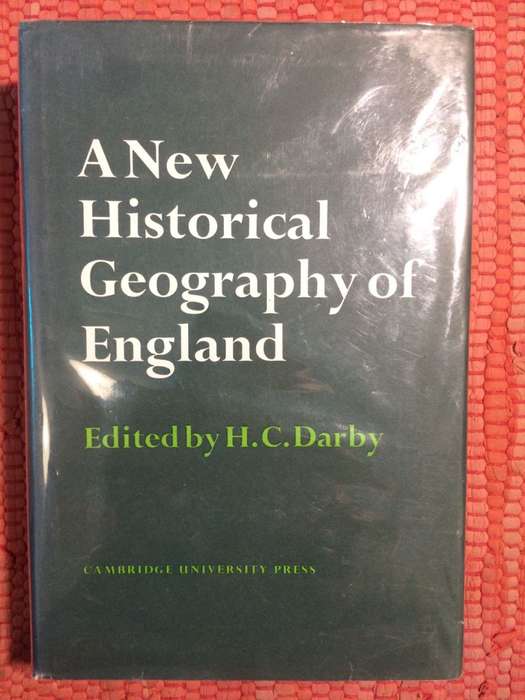 A New
Historical
Geography of
England
Edited by H.C.Darby
CAMBRIDGE UNIVERSITY PRESS